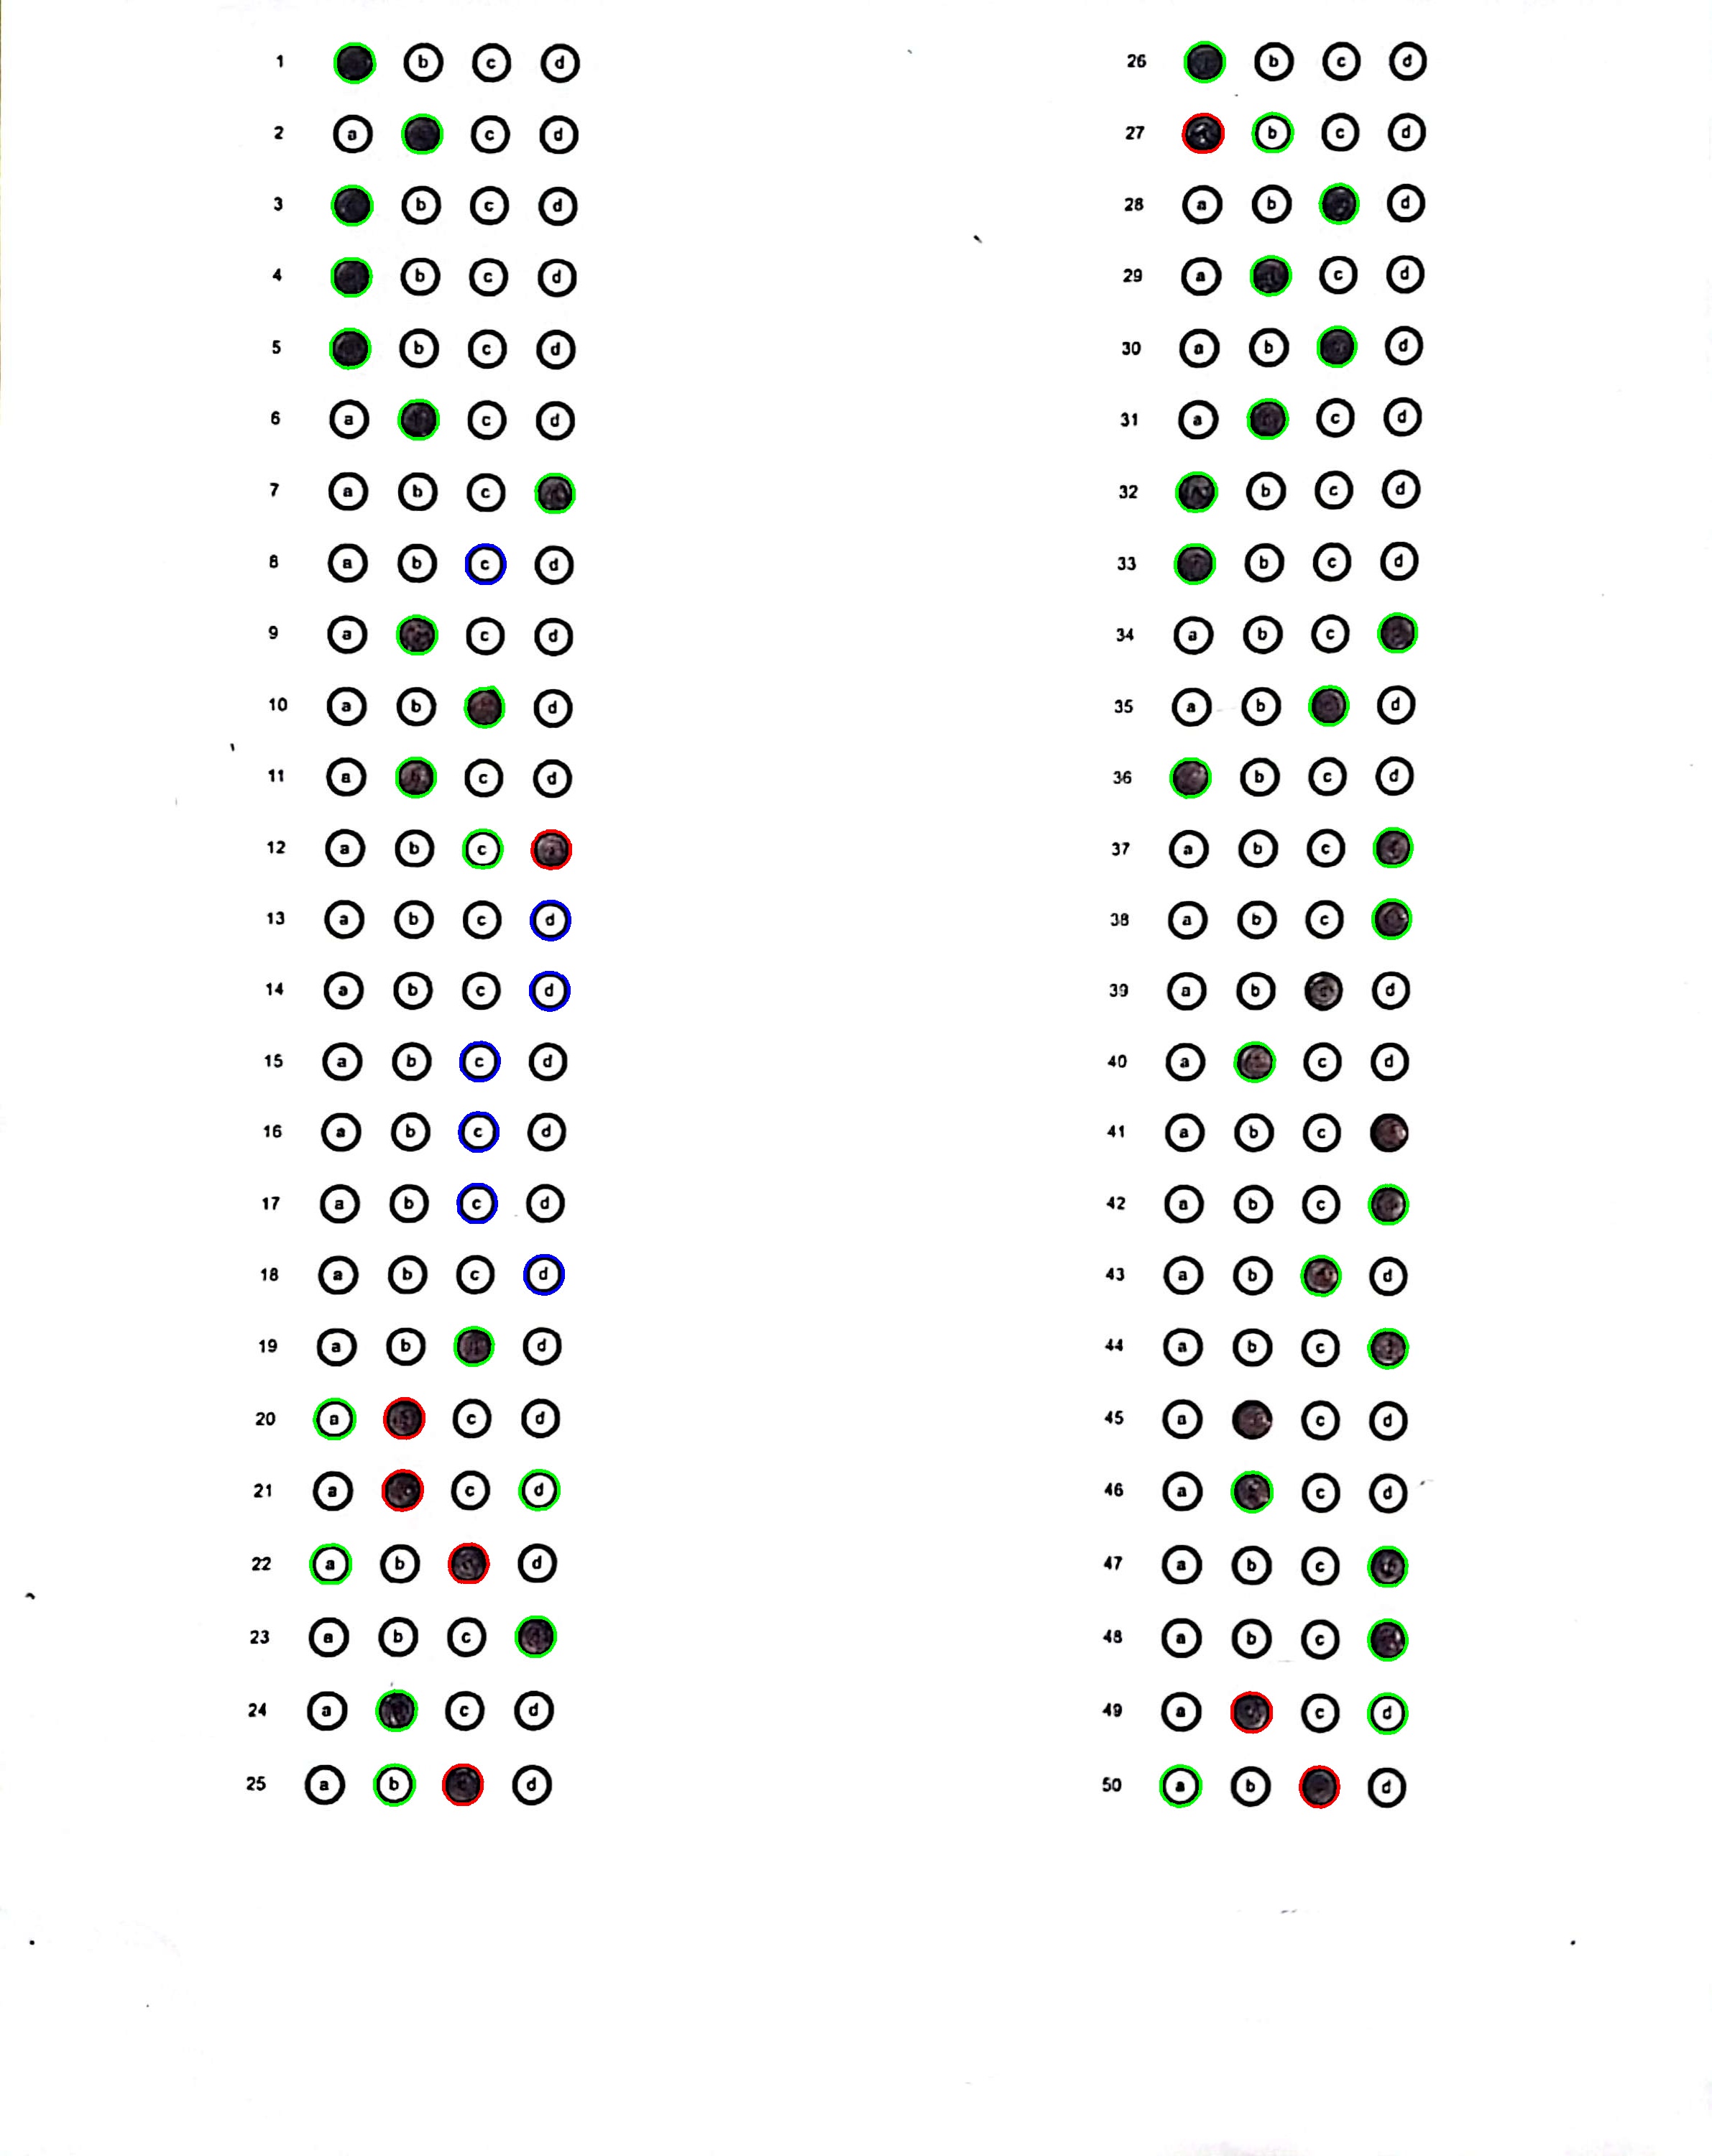 1 b c d
2 a c d
3 b c d
4 b c d
5 b c d
6 a c d
7 a b c
8 a b c d
9 a c d
10 a b d
11 a c d
12 a b c
13 a b c d
14 a b c d
15 a b c d
16 a b c d
17 a b c d
18 a b c d
19 a b d
20 a c d
21 a c d
22 a b d
23 a b c
24 a c d
25 a b d
26 b c d
27 b c d
28 a b d
29 a c d
30 a b d
31 a c d
32 b c d
33 b c d
34 a b c
35 a b d
36 b c d
37 a b c
38 a b c
39 a b d
40 a c d
41 a b c
42 a b c
43 a b d
44 a b c
45 a c d
46 a c d
47 a b c
48 a b c
49 a c d
50 a b d